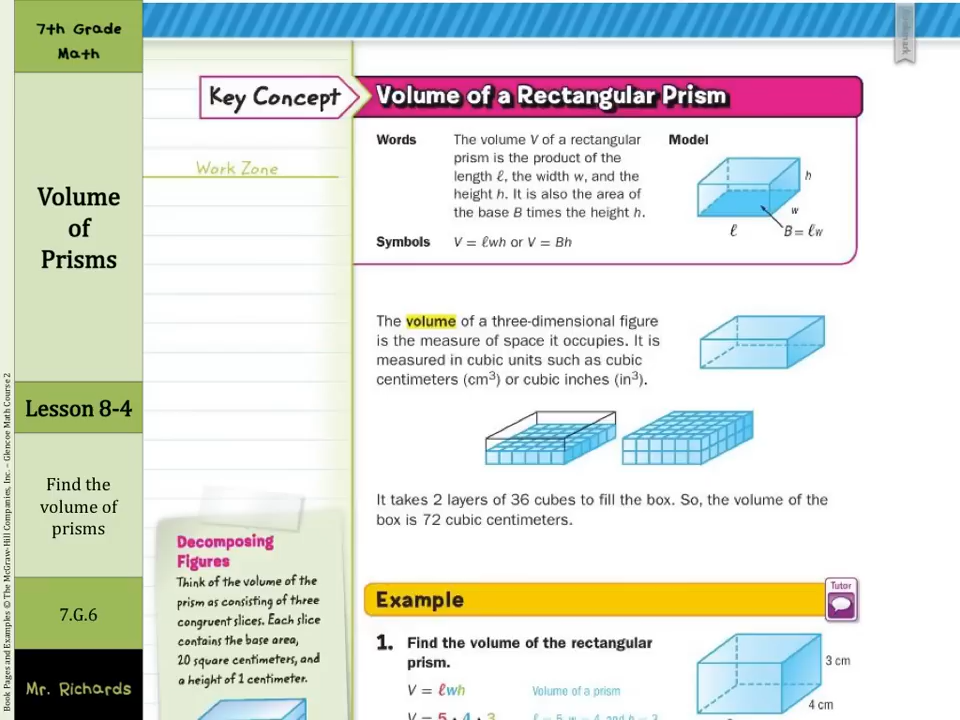 7th Grade
Math
Volume
of
Prisms
Lesson 8-4
Find the
volume of
prisms
7.G.6
Mr. Richards
Book Pages and Examples © The McGraw-Hill Companies, Inc. – Glencoe Math Course 2
Key Concept
Volume of a Rectangular Prism
Work Zone
Words
The volume V of a rectangular
prism is the product of the
length ℓ, the width w, and the
height h. It is also the area of
the base B times the height h.
Model
h
w
ℓ
B = ℓw
Symbols
V = ℓwh or V = Bh
The volume of a three-dimensional figure
is the measure of space it occupies. It is
measured in cubic units such as cubic
centimeters (cm³) or cubic inches (in³).
It takes 2 layers of 36 cubes to fill the box. So, the volume of the
box is 72 cubic centimeters.
Decomposing
Figures
Think of the volume of the
prism as consisting of three
congruent slices. Each slice
contains the base area,
20 square centimeters, and
a height of 1 centimeter.
Example
Tutor
1. Find the volume of the rectangular
prism.
V = ℓwh Volume of a prism
V = 5 • 4 • 3 ℓ = 5, w = 4, and h = 3
3 cm
4 cm